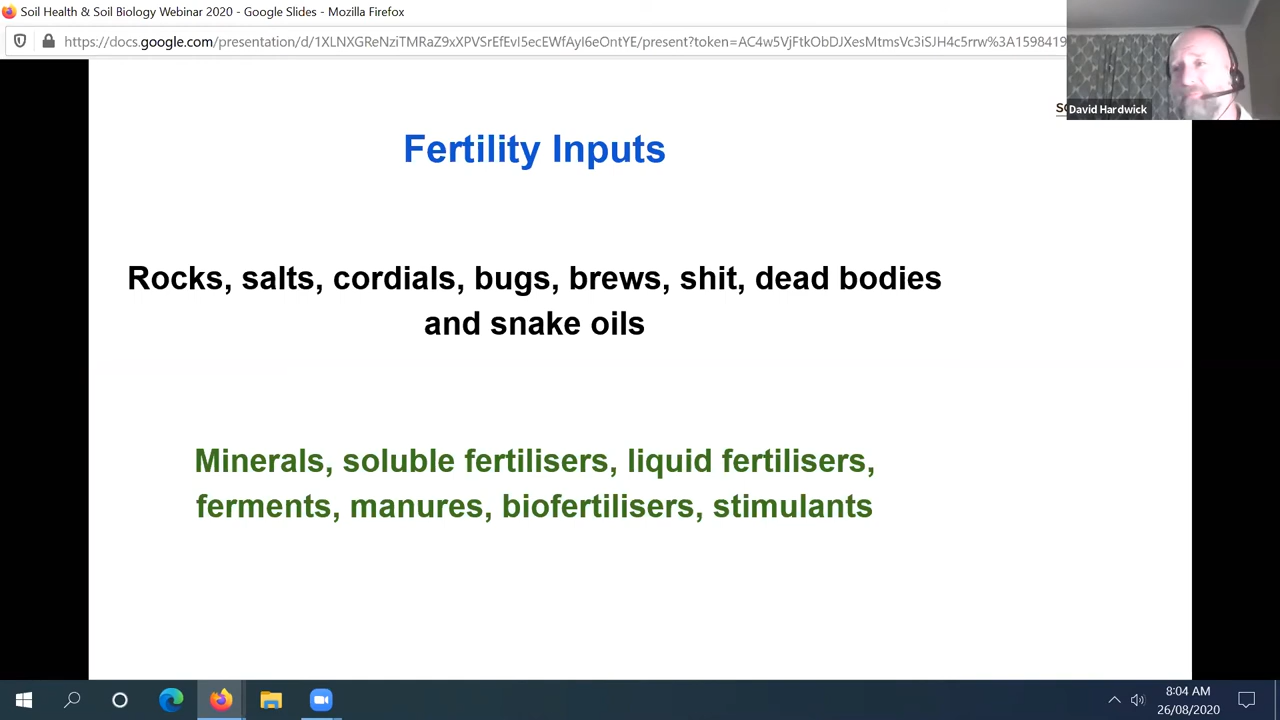 Soil Health & Soil Biology Webinar 2020 - Google Slides - Mozilla Firefox
https://docs.google.com/presentation/d/1XLNXGReNziTMRaZ9xXPVSrEfEvI5ecEWfAyI6eOntYE/present?token=AC4w5VjFtkObDJXesMtmsVc3iSJH4c5rrw%3A1598419
David Hardwick
Fertility Inputs
Rocks, salts, cordials, bugs, brews, shit, dead bodies
and snake oils
Minerals, soluble fertilisers, liquid fertilisers,
ferments, manures, biofertilisers, stimulants
8:04 AM
26/08/2020